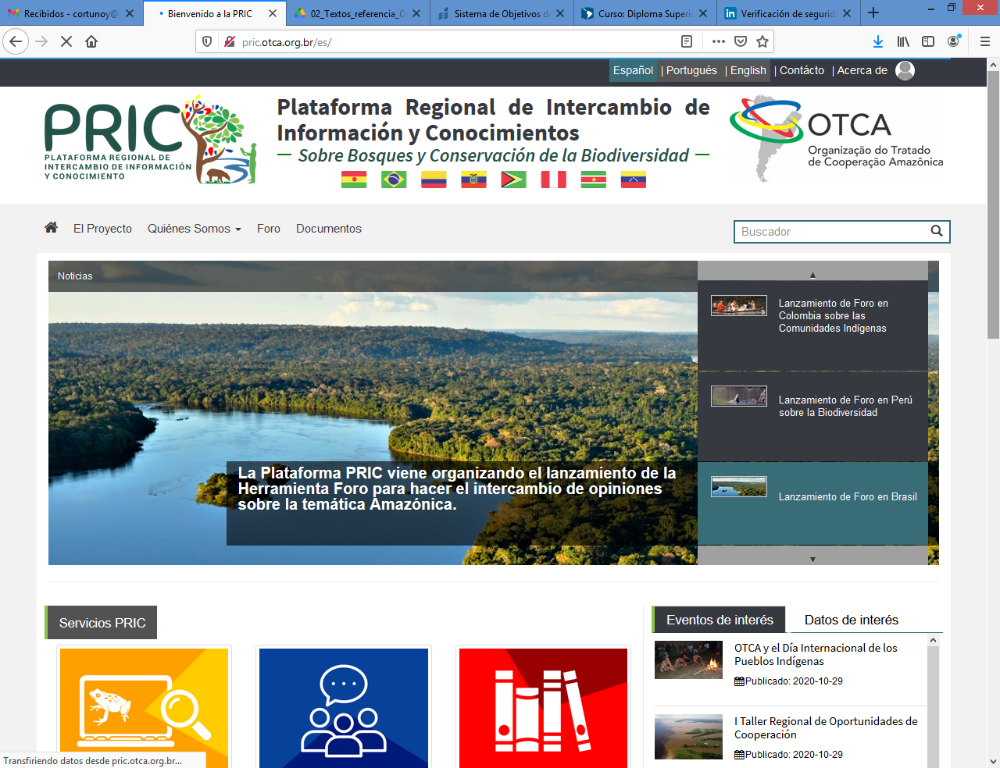 Recibidos - cortunoy@
Bienvenido a la PRIC
02_Textos_referencia_O
Sistema de Objetivos de
Curso: Diploma Superio
Verificación de segurida
pric.otca.org.br/es/
Español | Portugués | English | Contácto | Acerca de
PRIC
PLATAFORMA REGIONAL DE
INTERCAMBIO DE INFORMACIÓN
Y CONOCIMIENTO
Plataforma Regional de Intercambio de
Información y Conocimientos
Sobre Bosques y Conservación de la Biodiversidad
OTCA
Organização do Tratado
de Cooperação Amazônica
El Proyecto Quiénes Somos Foro Documentos
Buscador
Noticias
Lanzamiento de Foro en
Colombia sobre las
Comunidades Indígenas
Lanzamiento de Foro en Perú
sobre la Biodiversidad
Lanzamiento de Foro en Brasil
La Plataforma PRIC viene organizando el lanzamiento de la
Herramienta Foro para hacer el intercambio de opiniones
sobre la temática Amazónica.
Servicios PRIC
Eventos de interés
Datos de interés
OTCA y el Día Internacional de los
Pueblos Indígenas
Publicado: 2020-10-29
I Taller Regional de Oportunidades de
Cooperación
Publicado: 2020-10-29
Transfiriendo datos desde pric.otca.org.br...